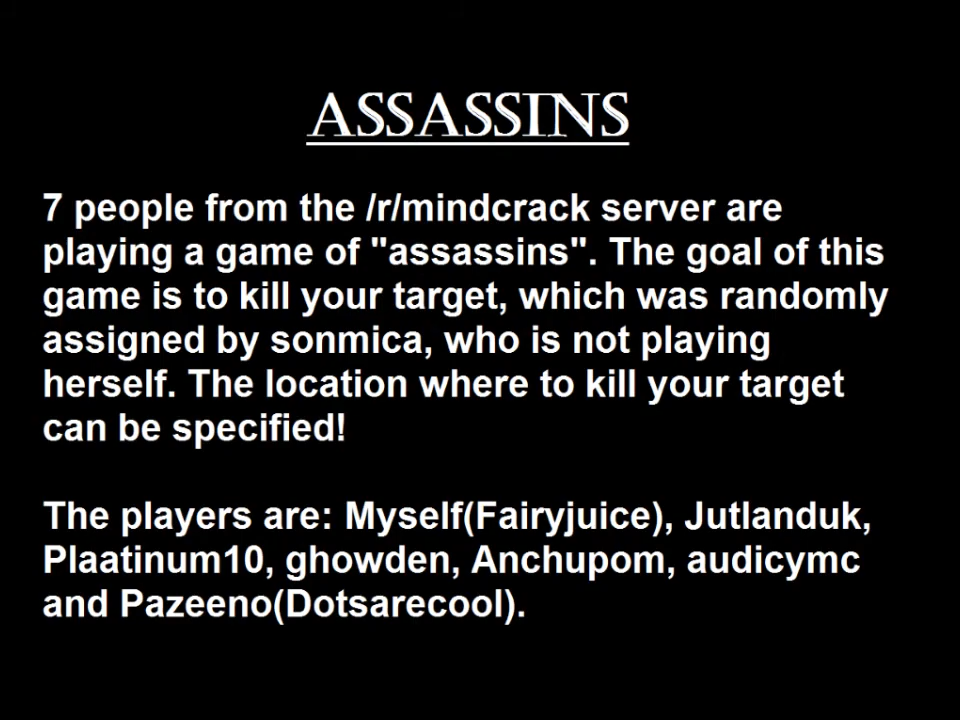 ASSASSINS
7 people from the /r/mindcrack server are
playing a game of "assassins". The goal of this
game is to kill your target, which was randomly
assigned by sonmica, who is not playing
herself. The location where to kill your target
can be specified!
The players are: Myself(Fairyjuice), Jutlanduk,
Plaatinum10, ghowden, Anchupom, audicymc
and Pazeeno(Dotsarecool).